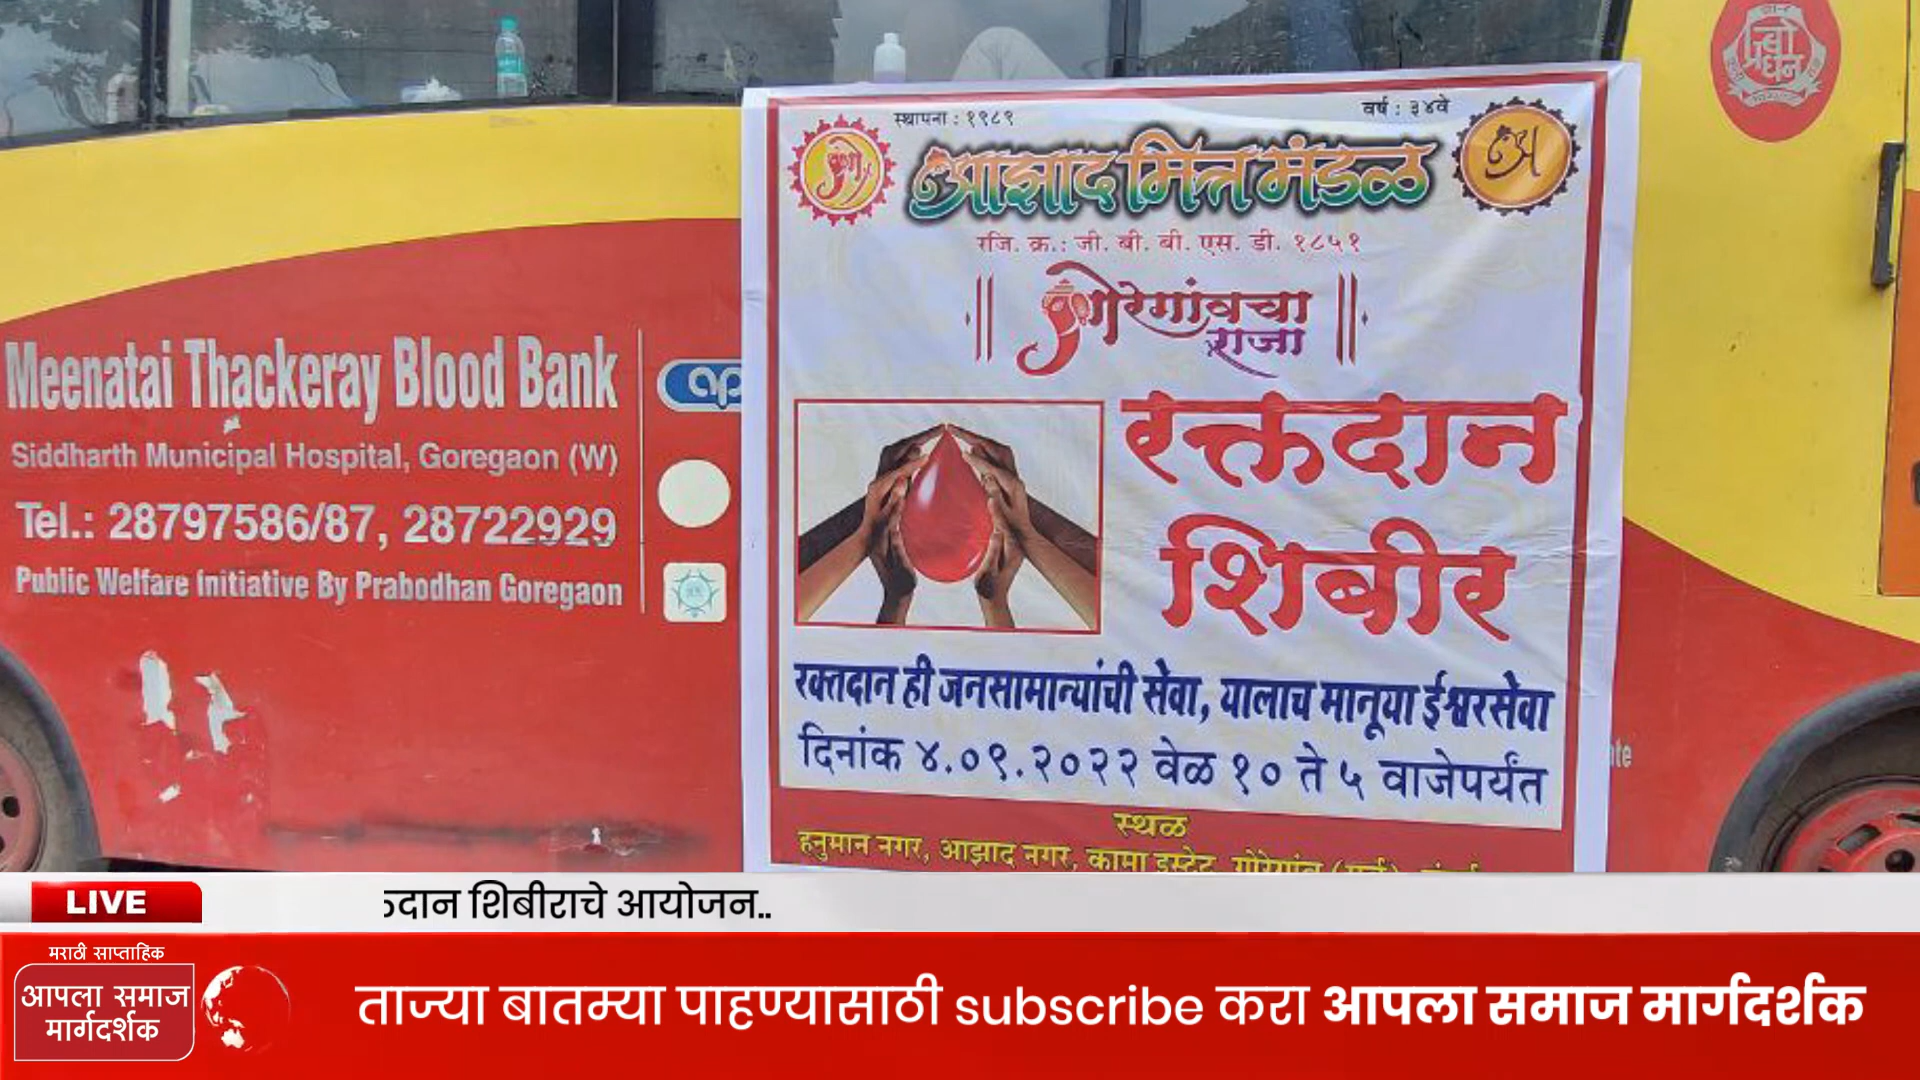 स्थापना : १९८९
वर्ष : ३४वे
आझाद मित्र मंडळ
रजि. क्र.: जी. बी. बी. एस. डी. १८५१
गोरेगांवचा
राजा
रक्तदान
शिबीर
रक्तदान ही जनसामान्यांची सेवा, यालाच मानूया ईश्वरसेवा
दिनांक ४.०९.२०२२ वेळ १० ते ५ वाजेपर्यंत
स्थळ
हनुमान नगर, आझाद नगर, कामा इस्टेट, गोरेगांव
Meenatai Thackeray Blood Bank
Siddharth Municipal Hospital, Goregaon (W)
Tel.: 28797586/87, 28722929
Public Welfare Initiative By Prabodhan Goregaon
प्रबोधन
LIVE
दान शिबीराचे आयोजन..
मराठी साप्ताहिक
आपला समाज
मार्गदर्शक
ताज्या बातम्या पाहण्यासाठी subscribe करा आपला समाज मार्गदर्शक